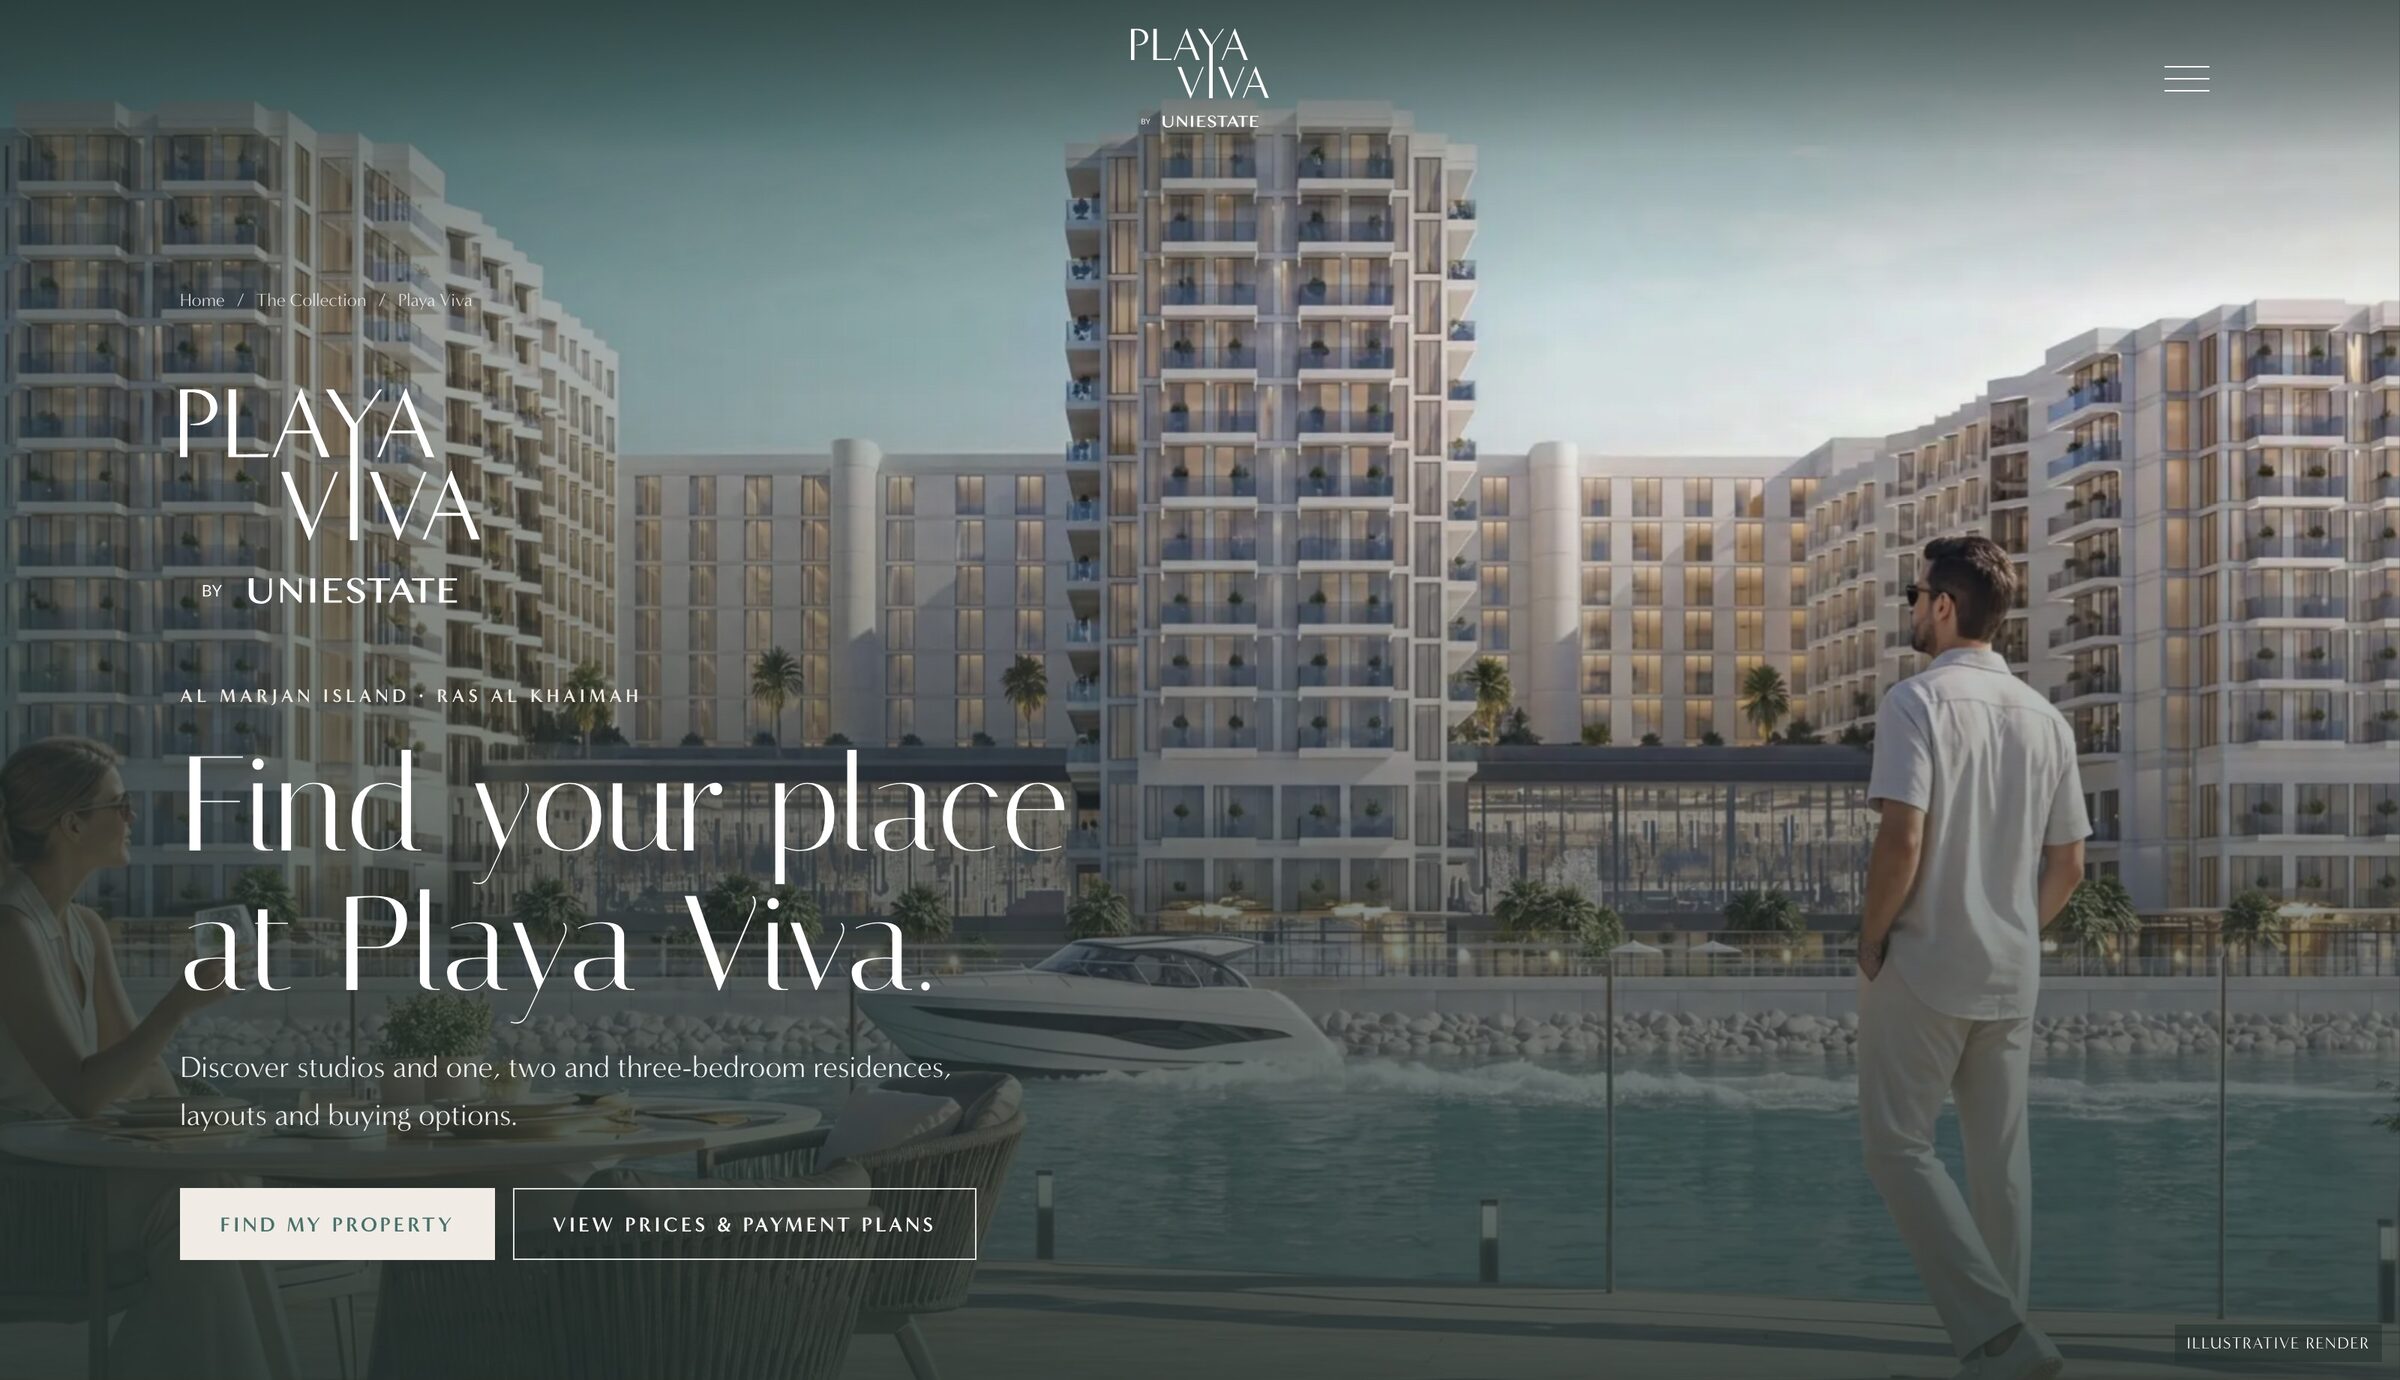 PLAYA
VIVA
BY UNIESTATE
Home / The Collection / Playa Viva
PLAYA
VIVA
BY UNIESTATE
AL MARJAN ISLAND · RAS AL KHAIMAH
Find your place
at Playa Viva.
Discover studios and one, two and three-bedroom residences,
layouts and buying options.
FIND MY PROPERTY
VIEW PRICES & PAYMENT PLANS
ILLUSTRATIVE RENDER